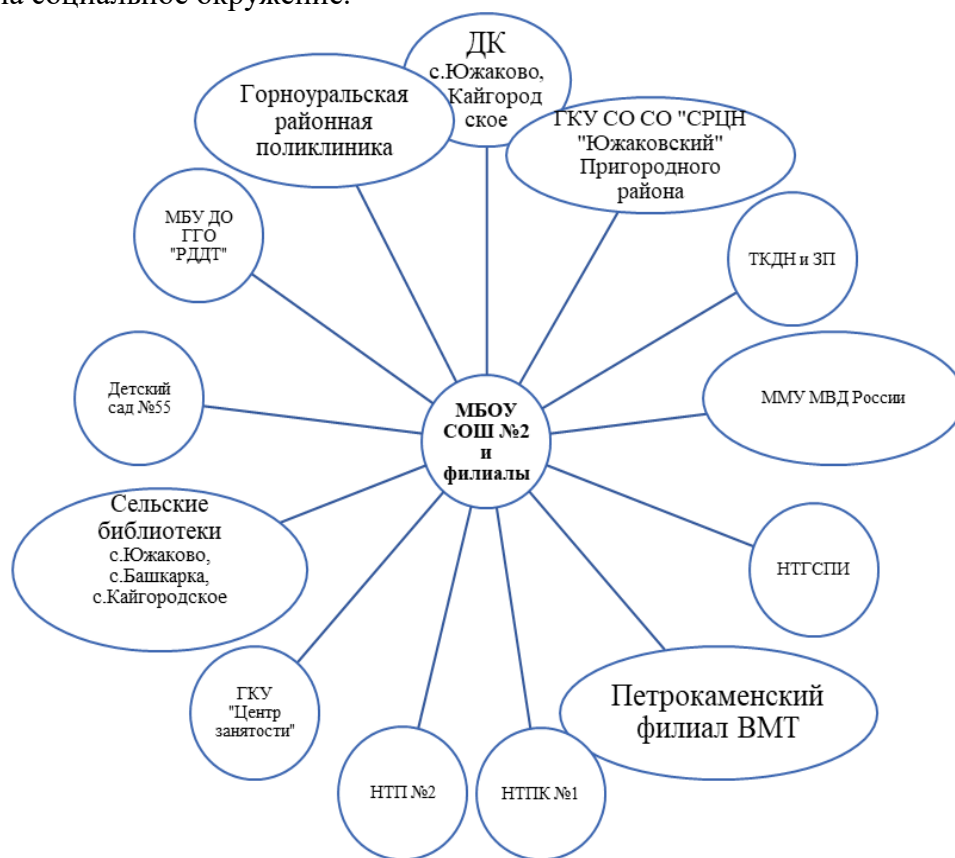 на социальное окружение.
ДК
с.Южаково,
Кайгород
ское
Горноуральская
районная
поликлиника
ГКУ СО СО "СРЦН
"Южаковский"
Пригородного
района
МБУ ДО
ГГО
"РДДТ"
ТКДН и ЗП
Детский
сад №55
ММУ МВД России
МБОУ
СОШ №2
и
филиалы
Сельские
библиотеки
с.Южаково,
с.Башкарка,
с.Кайгородское
НТГСПИ
ГКУ
"Центр
занятости"
Петрокаменский
филиал ВМТ
НТП №2
НТПК №1